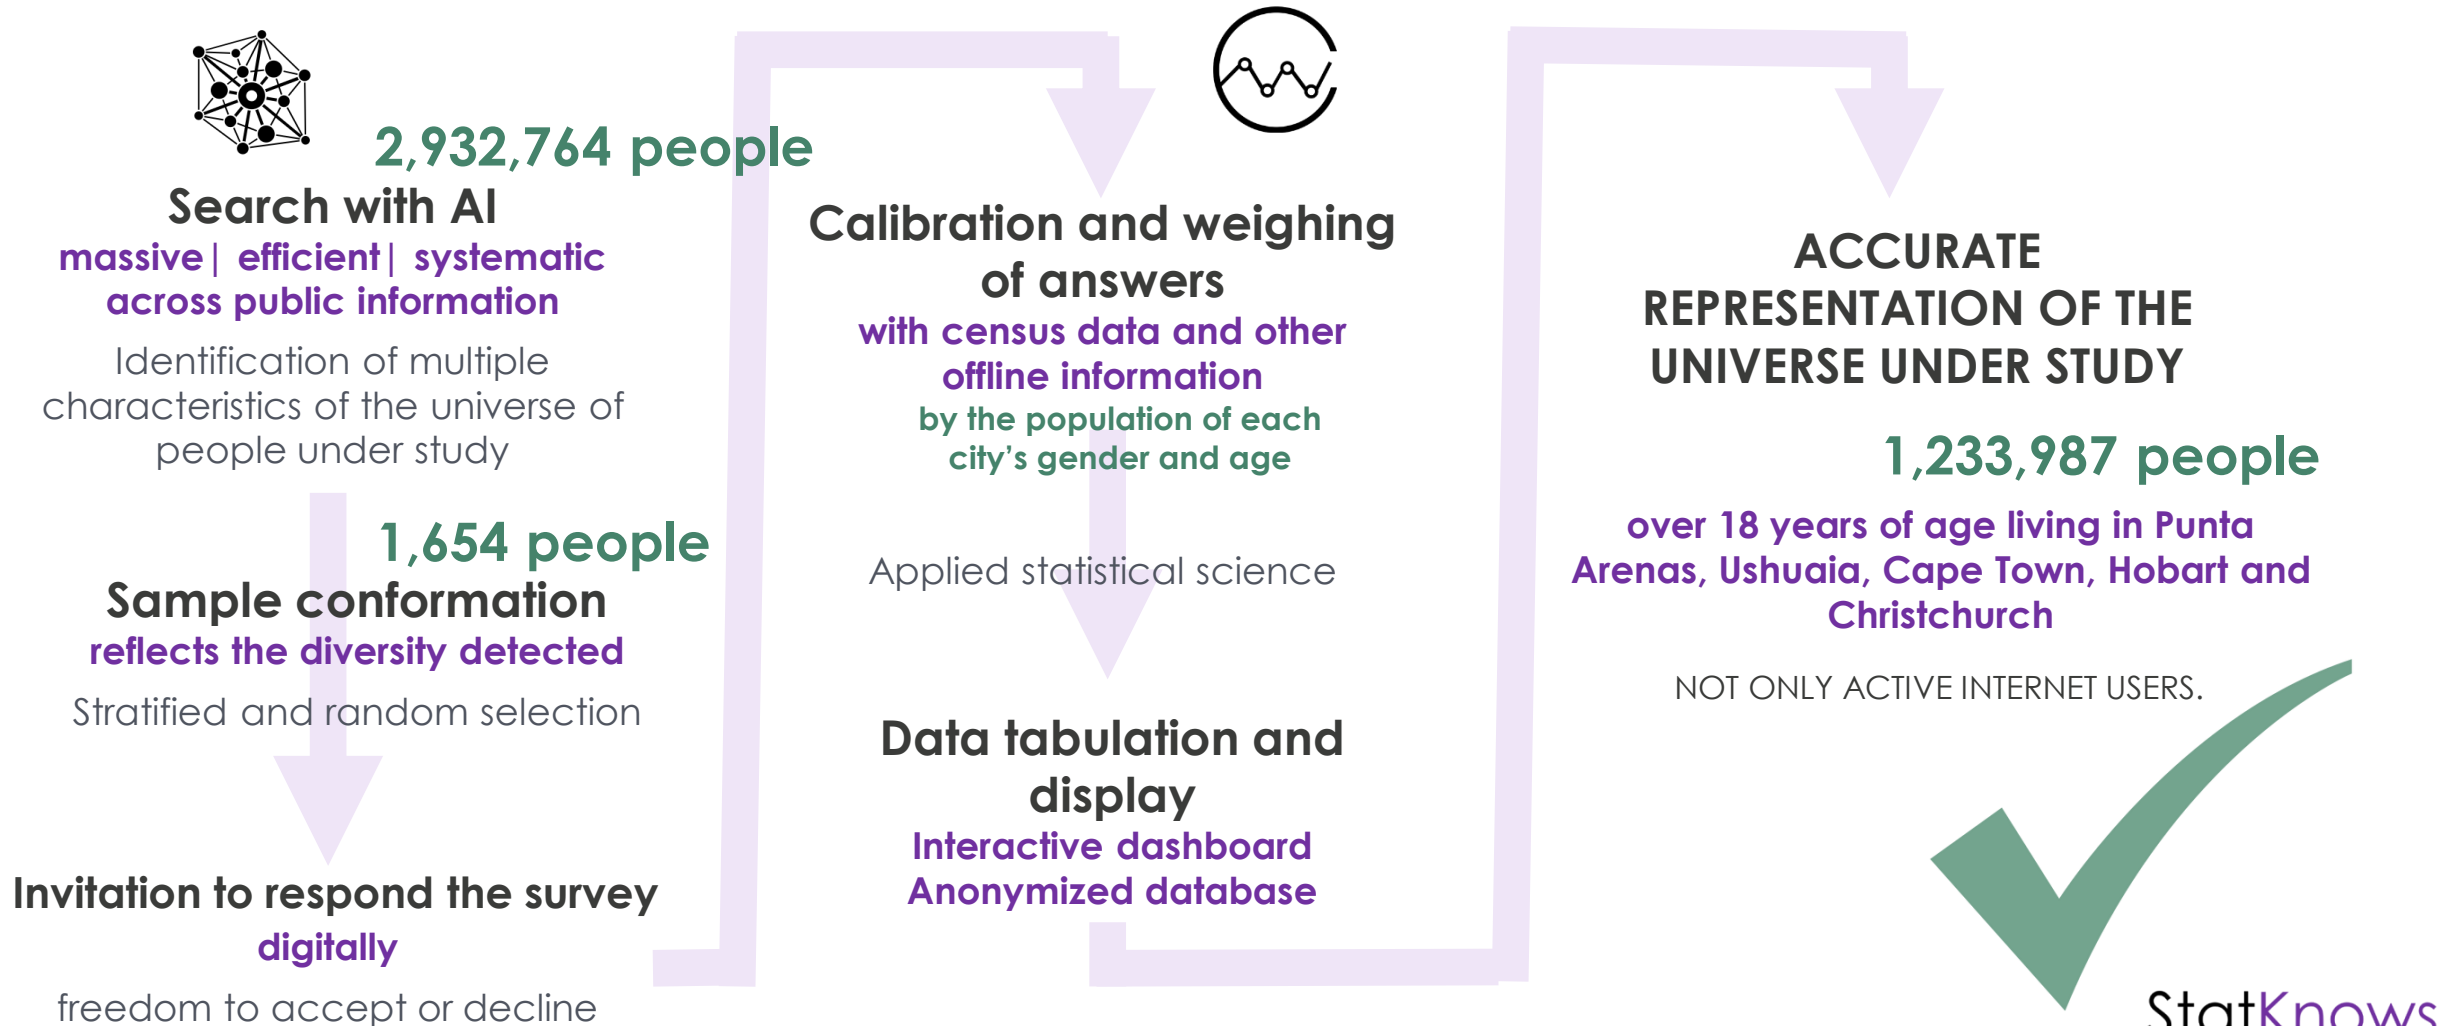 2,932,764 people
Search with AI
massive| efficient| systematic
across public information
Identification of multiple
characteristics of the universe of
people under study
1,654 people
Sample conformation
reflects the diversity detected
Stratified and random selection
Invitation to respond the survey
digitally
freedom to accept or decline
Calibration and weighing
of answers
with census data and other
offline information
by the population of each
city's gender and age
Applied statistical science
Data tabulation and
display
Interactive dashboard
Anonymized database
ACCURATE
REPRESENTATION OF THE
UNIVERSE UNDER STUDY
1,233,987 people
over 18 years of age living in Punta
Arenas, Ushuaia, Cape Town, Hobart and
Christchurch
NOT ONLY ACTIVE INTERNET USERS.
StatKnows